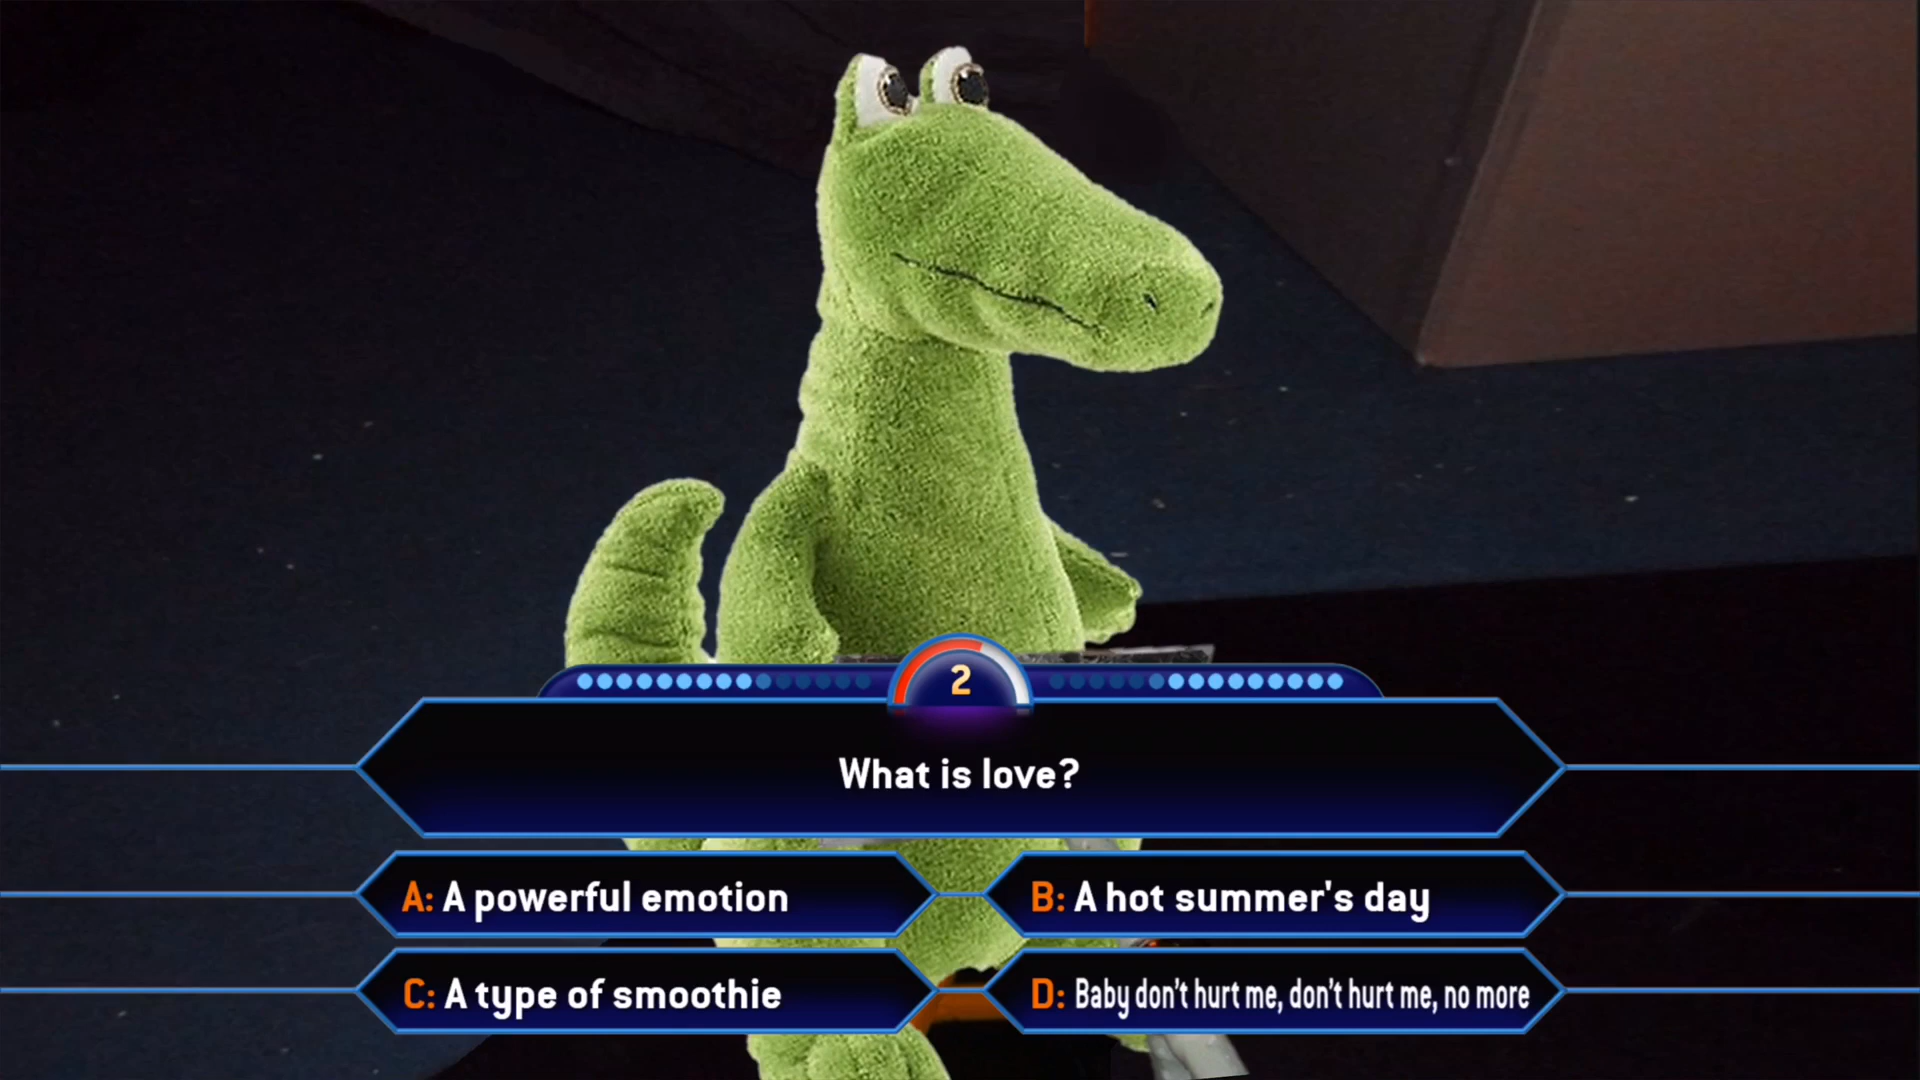 2
What is love?
A: A powerful emotion
B: A hot summer's day
C: A type of smoothie
D: Baby don't hurt me, don't hurt me, no more